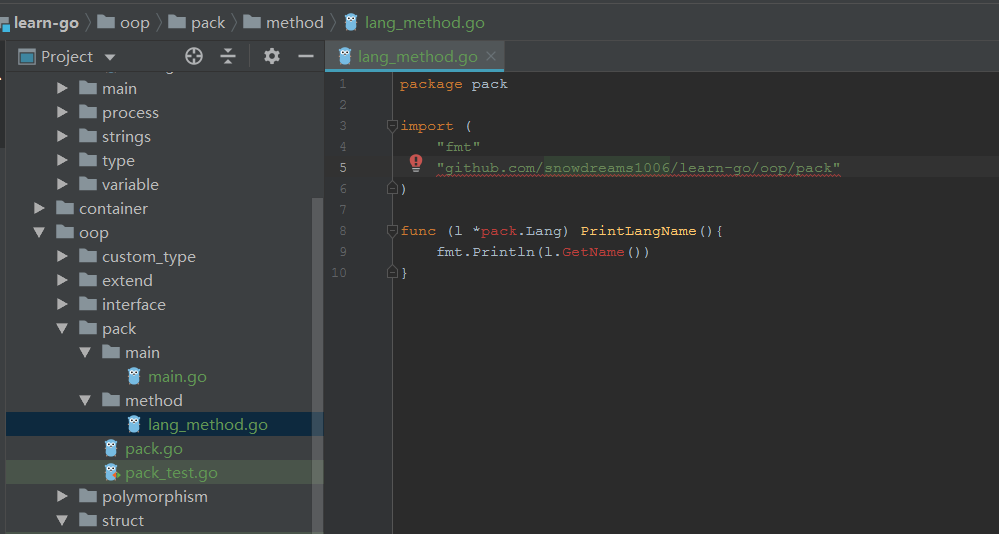 learn-go oop pack method lang_method.go
Project
lang_method.go
main
process
strings
type
variable
container
oop
custom_type
extend
interface
pack
main
main.go
method
lang_method.go
pack.go
pack_test.go
polymorphism
struct
1 package pack
2
3 import (
4 "fmt"
5 "github.com/snowdreams1006/learn-go/oop/pack"
6 )
7
8 func (l *pack.Lang) PrintLangName(){
9 fmt.Println(l.GetName())
10 }